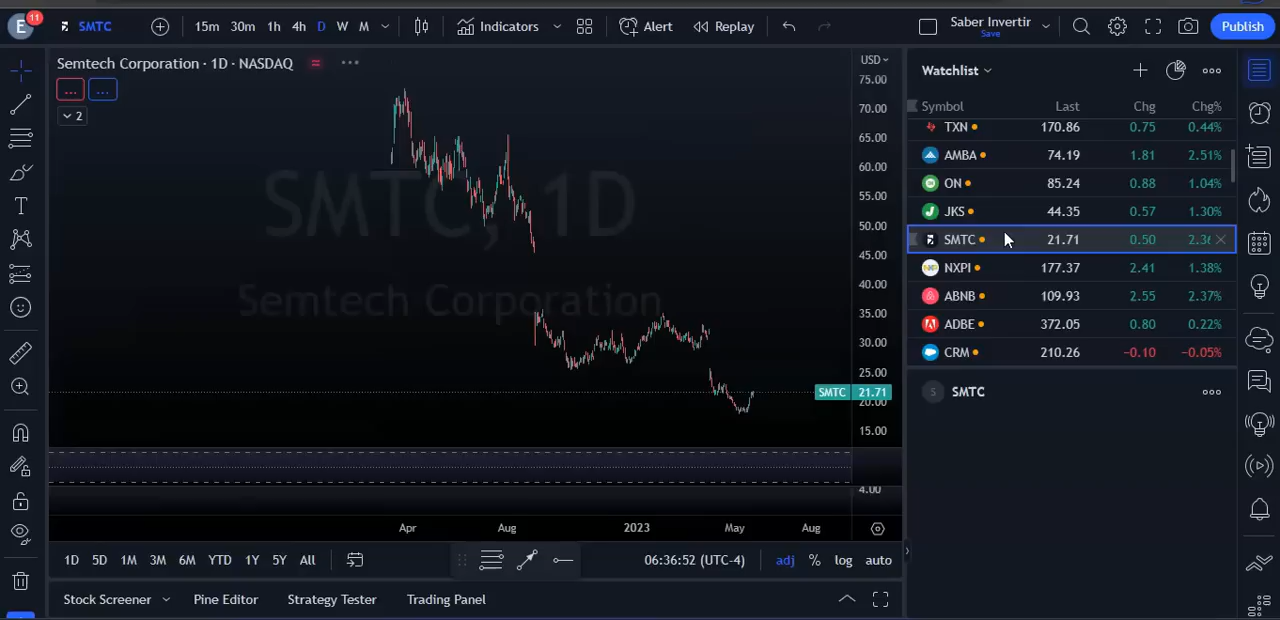 E 11 SMTC 15m 30m 1h 4h D W M Indicators Alert Replay Saber Invertir Save Publish
Semtech Corporation · 1D · NASDAQ
... ...
2
SMTC, 1D
Semtech Corporation
USD
75.00
70.00
65.00
60.00
55.00
50.00
45.00
40.00
35.00
30.00
25.00
SMTC 21.71
20.00
15.00
4.00
Apr Aug 2023 May Aug
1D 5D 1M 3M 6M YTD 1Y 5Y All 06:36:52 (UTC-4) adj % log auto
Stock Screener Pine Editor Strategy Tester Trading Panel
Watchlist
Symbol Last Chg Chg%
TXN 170.86 0.75 0.44%
AMBA 74.19 1.81 2.51%
ON 85.24 0.88 1.04%
JKS 44.35 0.57 1.30%
SMTC 21.71 0.50 2.36
NXPI 177.37 2.41 1.38%
ABNB 109.93 2.55 2.37%
ADBE 372.05 0.80 0.22%
CRM 210.26 −0.10 −0.05%
S SMTC